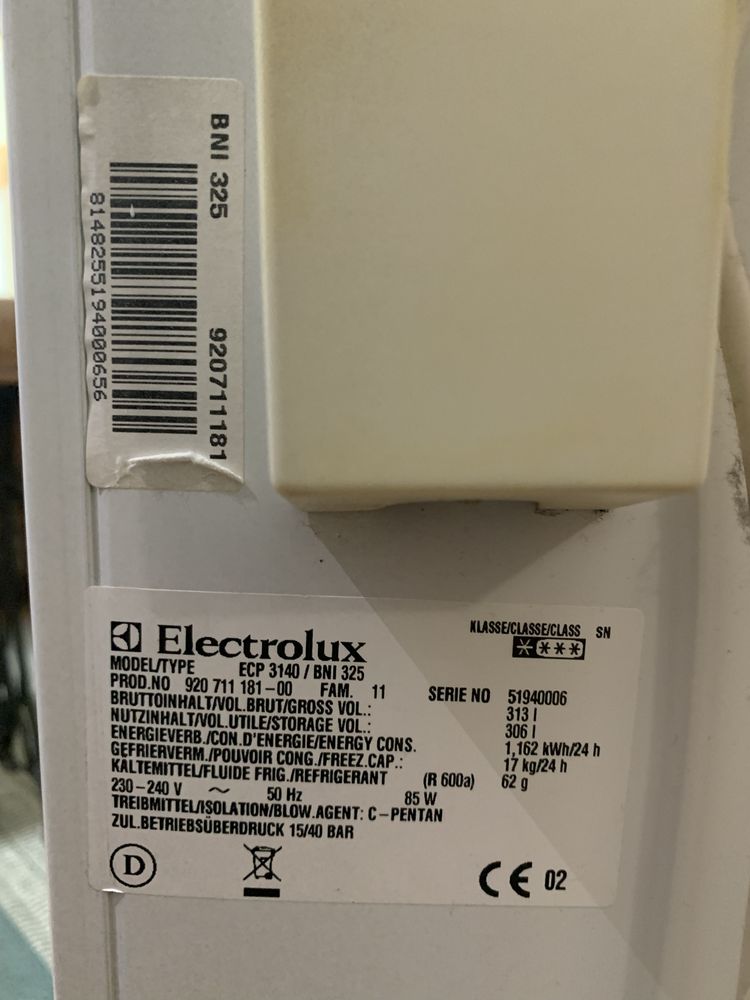 BNI 325 920711181
8148255194000656
Electrolux
KLASSE/CLASSE/CLASS SN
MODEL/TYPE ECP 3140 / BNI 325
PROD.NO 920 711 181-00 FAM. 11 SERIE NO 51940006
BRUTTOINHALT/VOL.BRUT/GROSS VOL.: 313 l
NUTZINHALT/VOL.UTILE/STORAGE VOL.: 306 l
ENERGIEVERB./CON.D'ENERGIE/ENERGY CONS. 1,162 kWh/24 h
GEFRIERVERM./POUVOIR CONG./FREEZ.CAP.: 17 kg/24 h
KALTEMITTEL/FLUIDE FRIG./REFRIGERANT (R 600a) 62 g
230-240 V ~ 50 Hz 85 W
TREIBMITTEL/ISOLATION/BLOW.AGENT: C-PENTAN
ZUL.BETRIEBSÜBERDRUCK 15/40 BAR
D CE 02